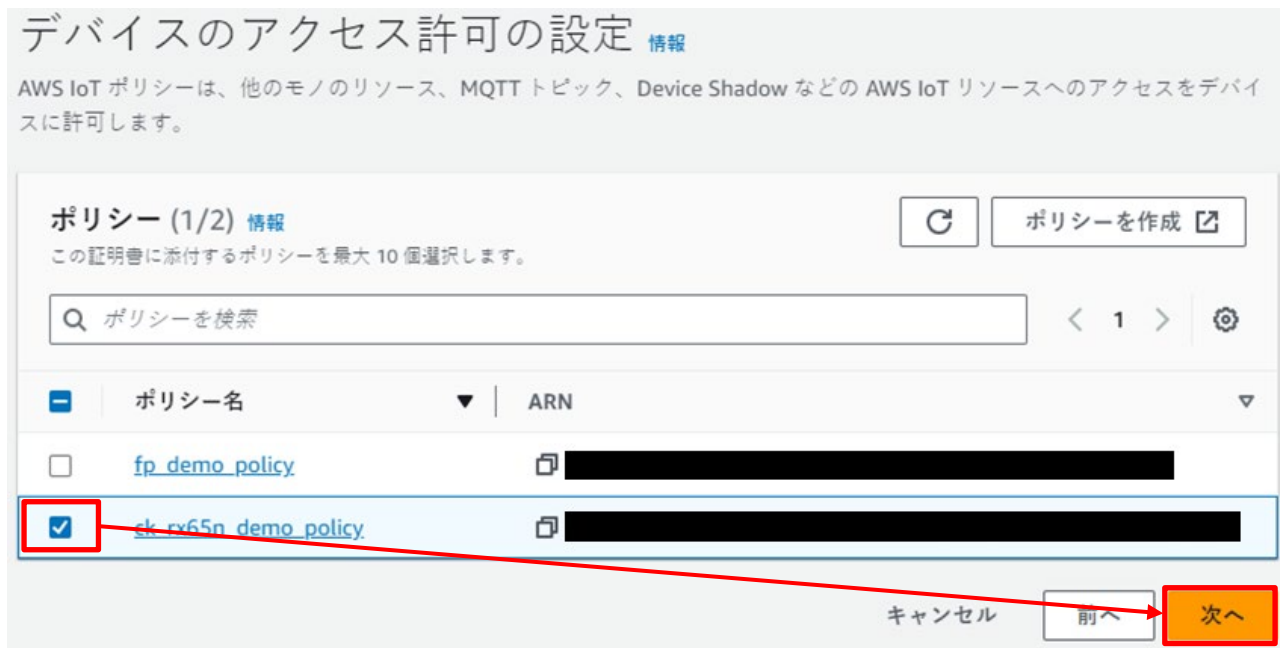 デバイスのアクセス許可の設定 情報
AWS IoT ポリシーは、他のモノのリソース、MQTT トピック、Device Shadow などの AWS IoT リソースへのアクセスをデバイ
スに許可します。
ポリシー (1/2) 情報
ポリシーを作成
この証明書に添付するポリシーを最大 10 個選択します。
ポリシーを検索
1
ポリシー名 ARN
fp_demo_policy
ck_rx65n_demo_policy
キャンセル 前へ 次へ